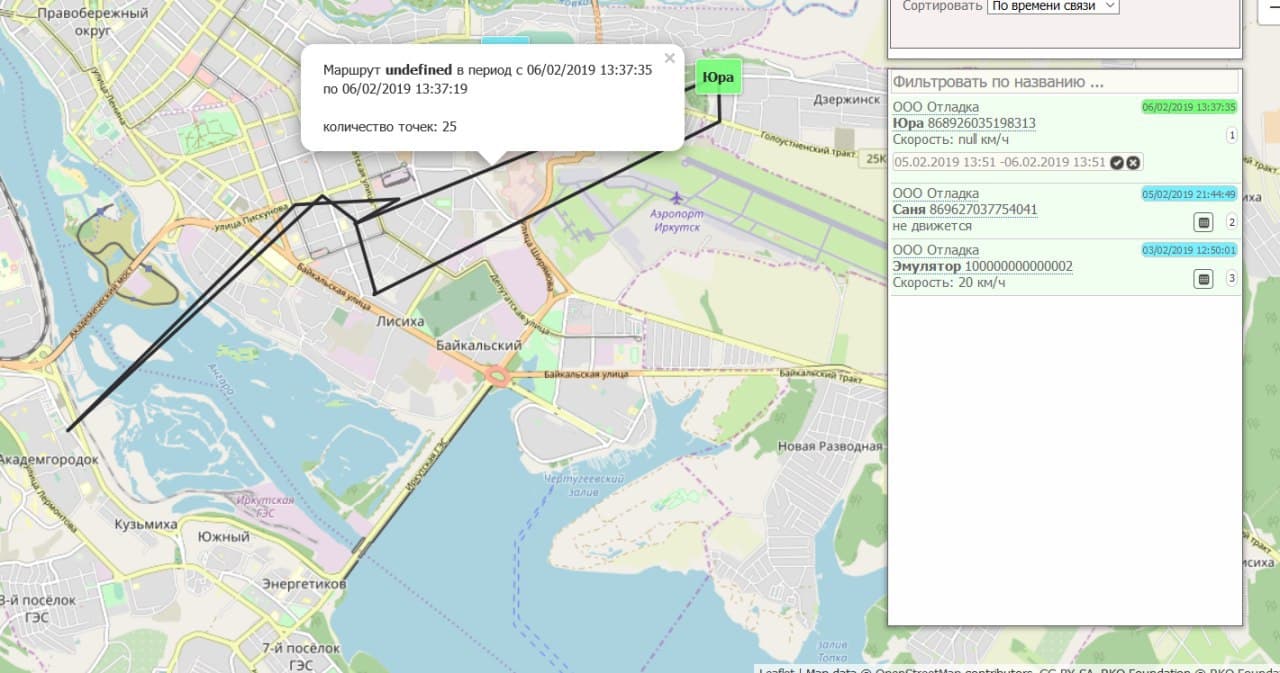 Правобережный
округ
улица Ленина
Сортировать По времени связи
Маршрут undefined в период с 06/02/2019 13:37:35
по 06/02/2019 13:37:19
количество точек: 25
×
Юра
Дзержинск
Голоустненский тракт
25К
Аэропорт
Иркутск
улица Пискунова
улица Ширямова
Академический мост
Байкальская улица
Депутатская улица
Лисиха
Байкальский
Байкальская улица
Байкальский тракт
Ангара
Академгородок
улица Лермонтова
Иркутская
ГЭС
Иркутская ГЭС
Чертугеевский
залив
Новая Разводная
Кузьмиха
Южный
Энергетиков
3-й посёлок
ГЭС
7-й посёлок
ГЭС
залив
Топка
Фильтровать по названию ...
ООО Отладка 06/02/2019 13:37:35
Юра 868926035198313
1
Скорость: null км/ч
05.02.2019 13:51 -06.02.2019 13:51
ООО Отладка 05/02/2019 21:44:49
Саня 869627037754041
не движется 2
ООО Отладка 03/02/2019 12:50:01
Эмулятор 100000000000002
Скорость: 20 км/ч 3
Leaflet | Map data © OpenStreetMap contributors, CC-BY-SA, RKO Foundation © RKO Founda